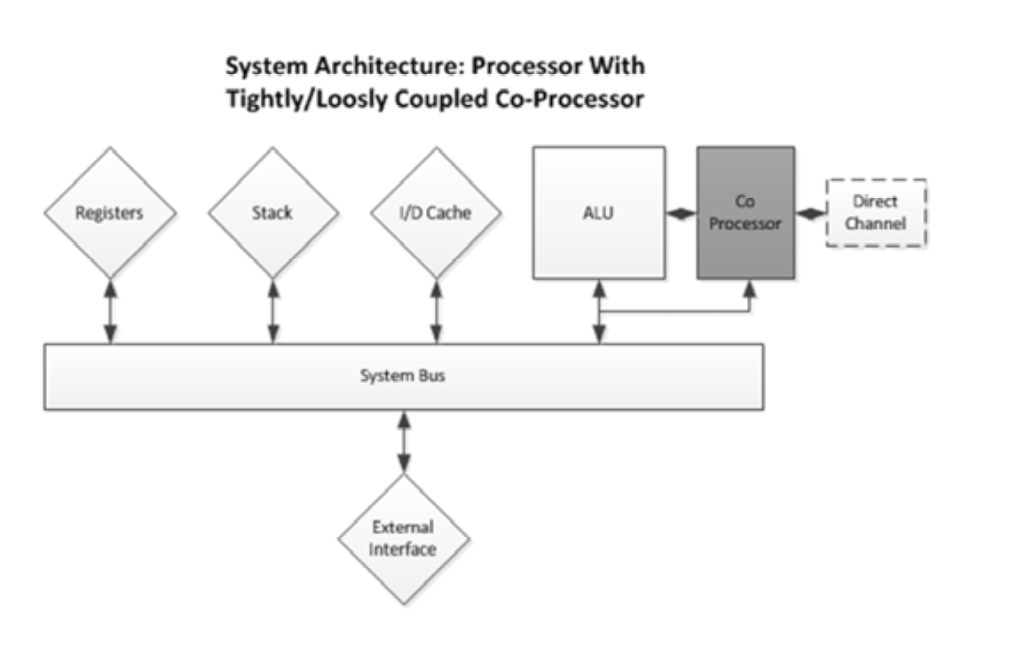 System Architecture: Processor With
Tightly/Loosly Coupled Co-Processor
Registers
Stack
I/D Cache
ALU
Co
Processor
Direct
Channel
System Bus
External
Interface